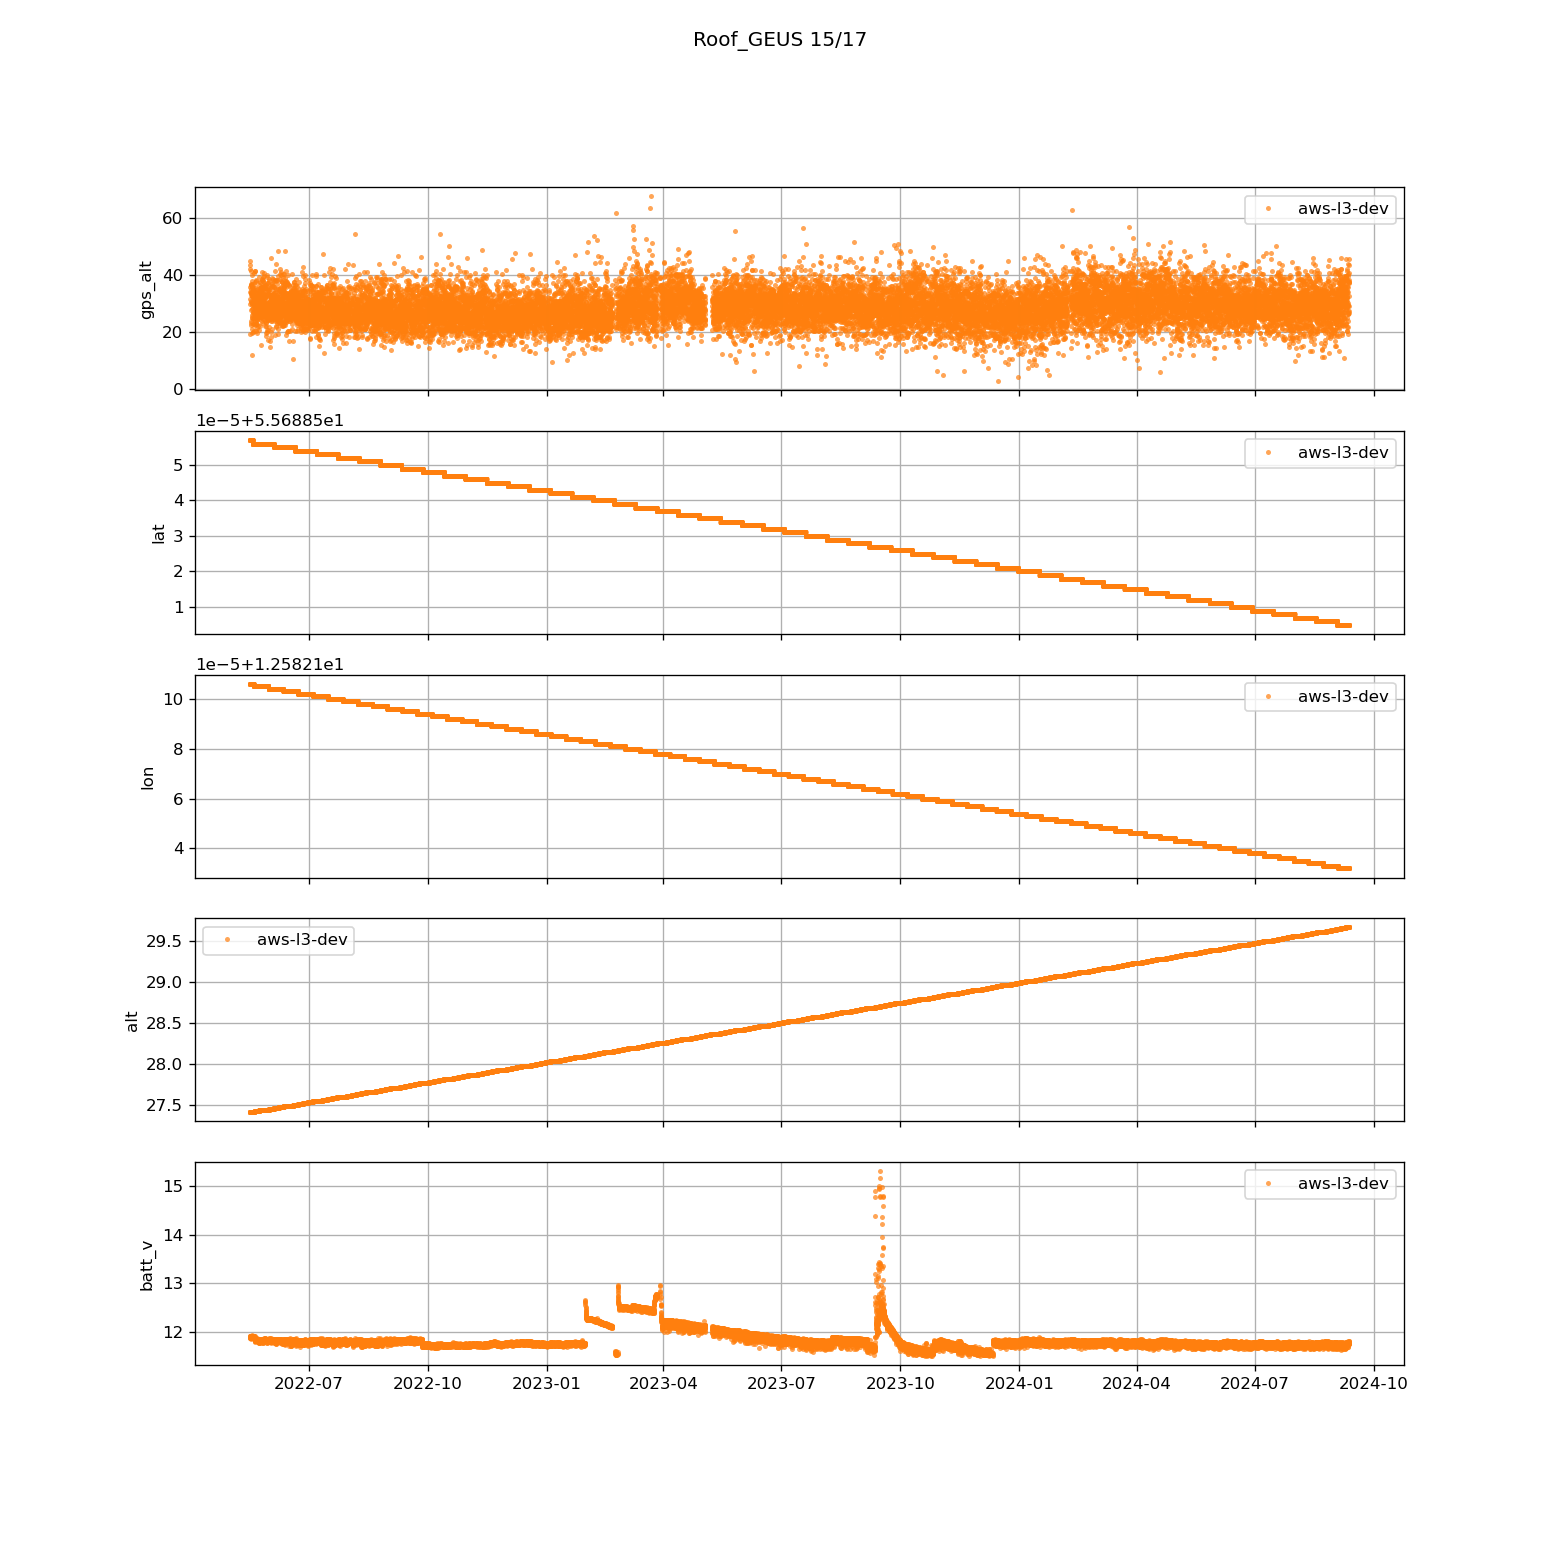 Roof_GEUS 15/17
aws-l3-dev
gps_alt
60
40
20
0
1e−5+5.56885e1
aws-l3-dev
lat
5
4
3
2
1
1e−5+1.25821e1
aws-l3-dev
lon
10
8
6
4
aws-l3-dev
alt
29.5
29.0
28.5
28.0
27.5
aws-l3-dev
batt_v
15
14
13
12
2022-07 2022-10 2023-01 2023-04 2023-07 2023-10 2024-01 2024-04 2024-07 2024-10